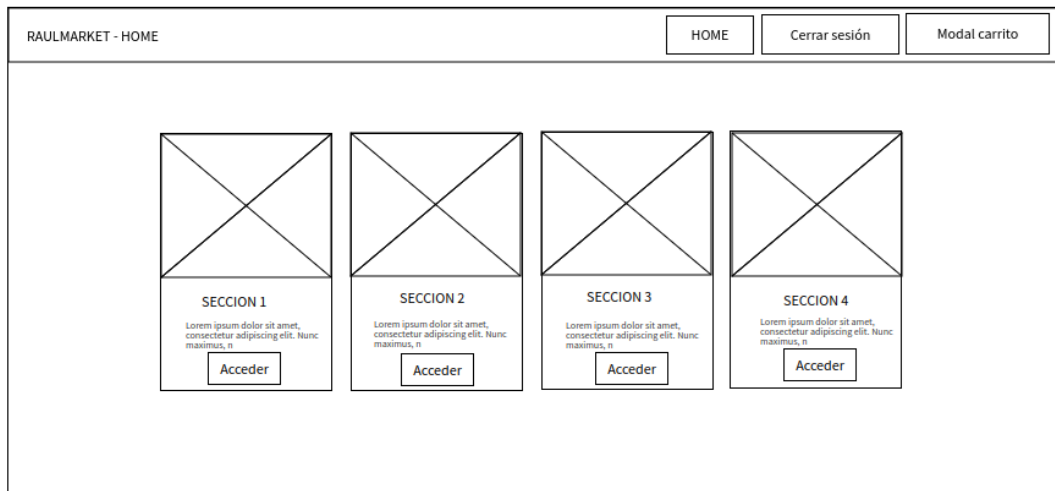 RAULMARKET - HOME
HOME
Cerrar sesión
Modal carrito
SECCION 1
Lorem ipsum dolor sit amet,
consectetur adipiscing elit. Nunc
maximus, n
Acceder
SECCION 2
Lorem ipsum dolor sit amet,
consectetur adipiscing elit. Nunc
maximus, n
Acceder
SECCION 3
Lorem ipsum dolor sit amet,
consectetur adipiscing elit. Nunc
maximus, n
Acceder
SECCION 4
Lorem ipsum dolor sit amet,
consectetur adipiscing elit. Nunc
maximus, n
Acceder